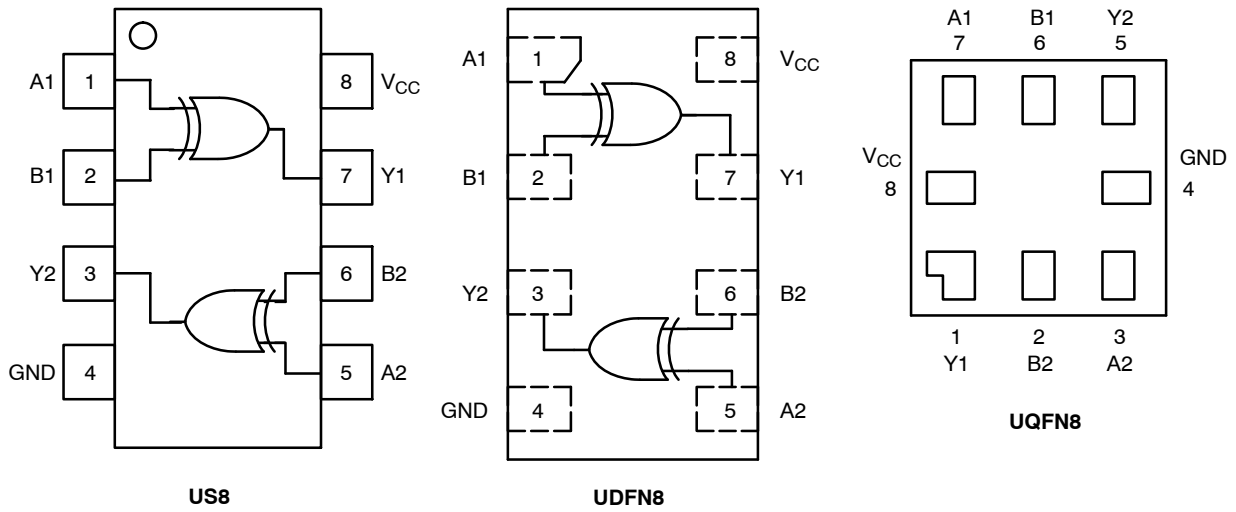 A1 1
B1 2
Y2 3
GND 4
8 VCC
7 Y1
6 B2
5 A2
US8
A1 1
B1 2
Y2 3
GND 4
8 VCC
7 Y1
6 B2
5 A2
UDFN8
A1 B1 Y2
7 6 5
VCC
8
GND
4
1 2 3
Y1 B2 A2
UQFN8